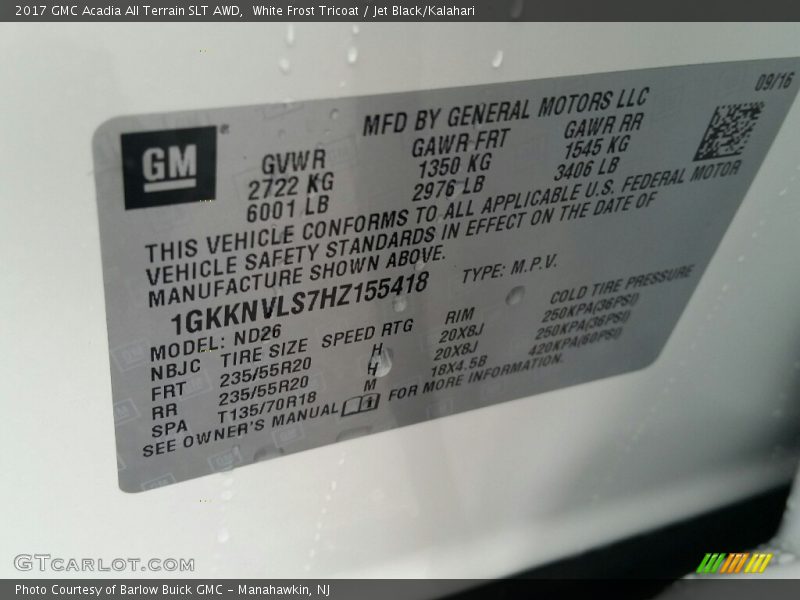 2017 GMC Acadia All Terrain SLT AWD,  White Frost Tricoat / Jet Black/Kalahari
09/16
MFD BY GENERAL MOTORS LLC
GM®
GVWR GAWR FRT GAWR RR
2722 KG 1350 KG 1545 KG
6001 LB 2976 LB 3406 LB
THIS VEHICLE CONFORMS TO ALL APPLICABLE U.S. FEDERAL MOTOR
VEHICLE SAFETY STANDARDS IN EFFECT ON THE DATE OF
MANUFACTURE SHOWN ABOVE.
1GKKNVLS7HZ155418 TYPE: M.P.V.
MODEL: ND26
NBJC TIRE SIZE SPEED RTG RIM COLD TIRE PRESSURE
FRT 235/55R20 H 20X8J 250KPA(36PSI)
RR 235/55R20 H 20X8J 250KPA(36PSI)
SPA T135/70R18 M 18X4.5B 420KPA(60PSI)
SEE OWNER'S MANUAL FOR MORE INFORMATION.
GTCARLOT.COM
Photo Courtesy of Barlow Buick GMC – Manahawkin, NJ